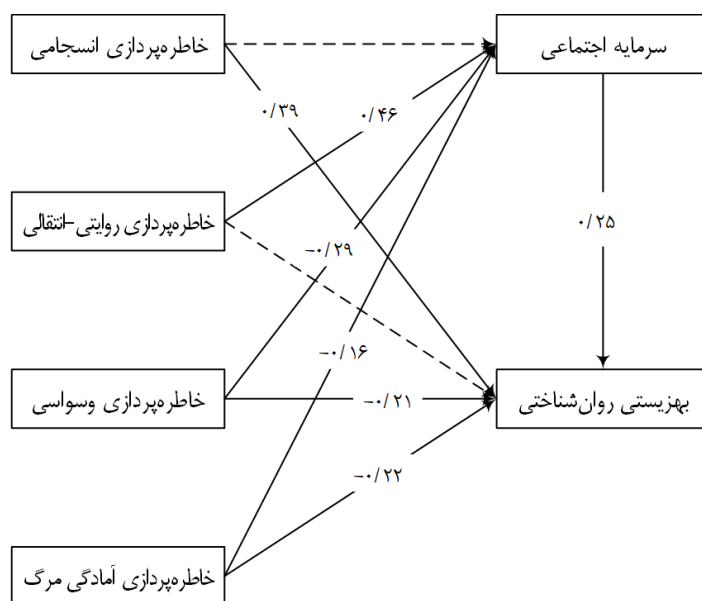 خاطره‌پردازی انسجامی
سرمایه اجتماعی
۰/۳۹
۰/۴۶
خاطره‌پردازی روایتی-انتقالی
۰/۲۵
-۰/۲۹
-۰/۱۶
خاطره‌پردازی وسواسی
-۰/۲۱
بهزیستی روان‌شناختی
-۰/۲۲
خاطره‌پردازی آمادگی مرگ